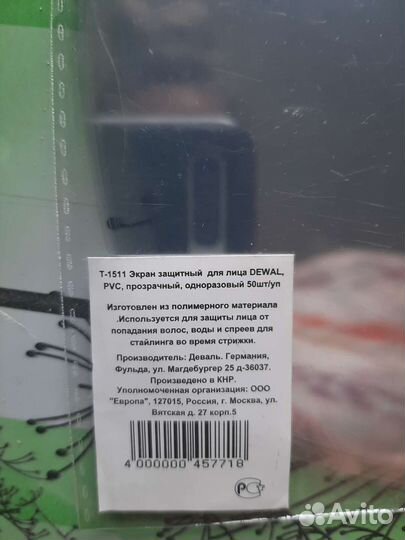 T-1511 Экран защитный для лица DEWAL,
PVC, прозрачный, одноразовый 50шт/уп
Изготовлен из полимерного материала
.Используется для защиты лица от
попадания волос, воды и спреев для
стайлинга во время стрижки.
Производитель: Деваль. Германия,
Фульда, ул. Магдебургер 25 д-36037.
Произведено в КНР.
Уполномоченная организация: ООО
"Европа", 127015, Россия, г. Москва, ул.
Вятская д. 27 корп.5
4 000000 457718
РСТ
Avito